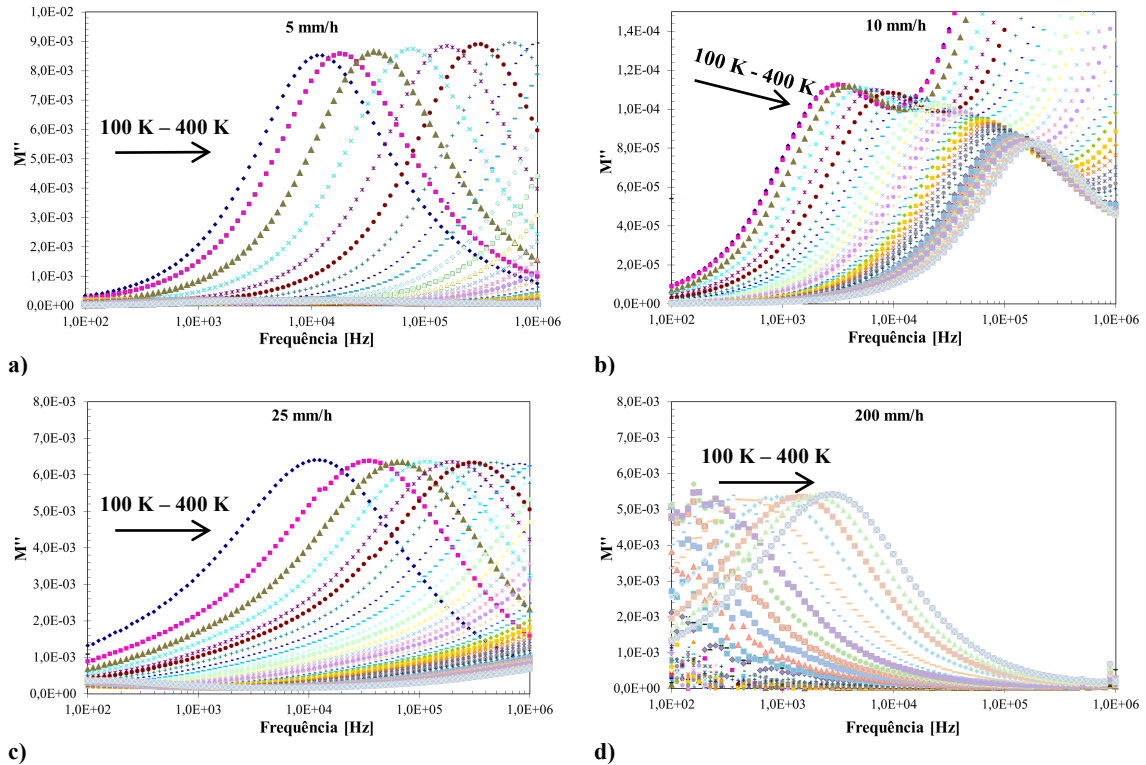 5 mm/h
1,0E-02
9,0E-03
8,0E-03
7,0E-03
6,0E-03
5,0E-03
4,0E-03
3,0E-03
2,0E-03
1,0E-03
0,0E+00
M''
100 K – 400 K
1,0E+02 1,0E+03 1,0E+04 1,0E+05 1,0E+06
Frequência [Hz]
a)
10 mm/h
1,4E-04
1,2E-04
1,0E-04
8,0E-05
6,0E-05
4,0E-05
2,0E-05
0,0E+00
M''
100 K - 400 K
1,0E+02 1,0E+03 1,0E+04 1,0E+05 1,0E+06
Frequência [Hz]
b)
25 mm/h
8,0E-03
7,0E-03
6,0E-03
5,0E-03
4,0E-03
3,0E-03
2,0E-03
1,0E-03
0,0E+00
M''
100 K – 400 K
1,0E+02 1,0E+03 1,0E+04 1,0E+05 1,0E+06
Frequência [Hz]
c)
200 mm/h
8,0E-03
7,0E-03
6,0E-03
5,0E-03
4,0E-03
3,0E-03
2,0E-03
1,0E-03
0,0E+00
M''
100 K – 400 K
1,0E+02 1,0E+03 1,0E+04 1,0E+05 1,0E+06
Frequência [Hz]
d)